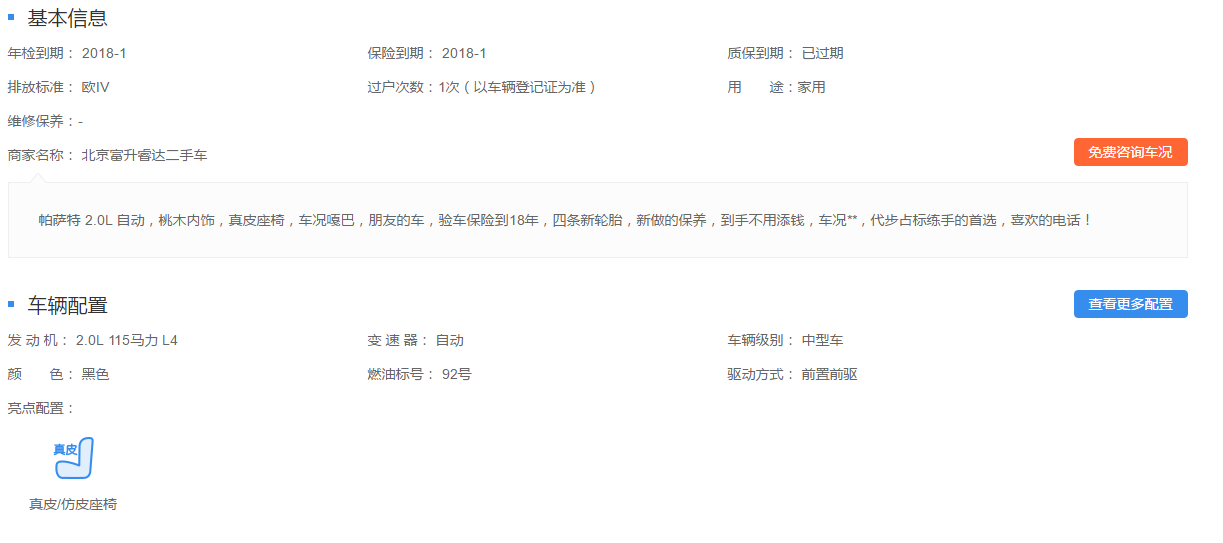 基本信息
年检到期： 2018-1 保险到期： 2018-1 质保到期： 已过期
排放标准： 欧IV 过户次数：1次（以车辆登记证为准） 用　　途：家用
维修保养：-
商家名称： 北京富升睿达二手车 免费咨询车况
帕萨特 2.0L 自动，桃木内饰，真皮座椅，车况嘎巴，朋友的车，验车保险到18年，四条新轮胎，新做的保养，到手不用添钱，车况**，代步占标练手的首选，喜欢的电话！
车辆配置 查看更多配置
发 动 机： 2.0L 115马力 L4 变 速 器： 自动 车辆级别： 中型车
颜　　色： 黑色 燃油标号： 92号 驱动方式： 前置前驱
亮点配置：
真皮
真皮/仿皮座椅